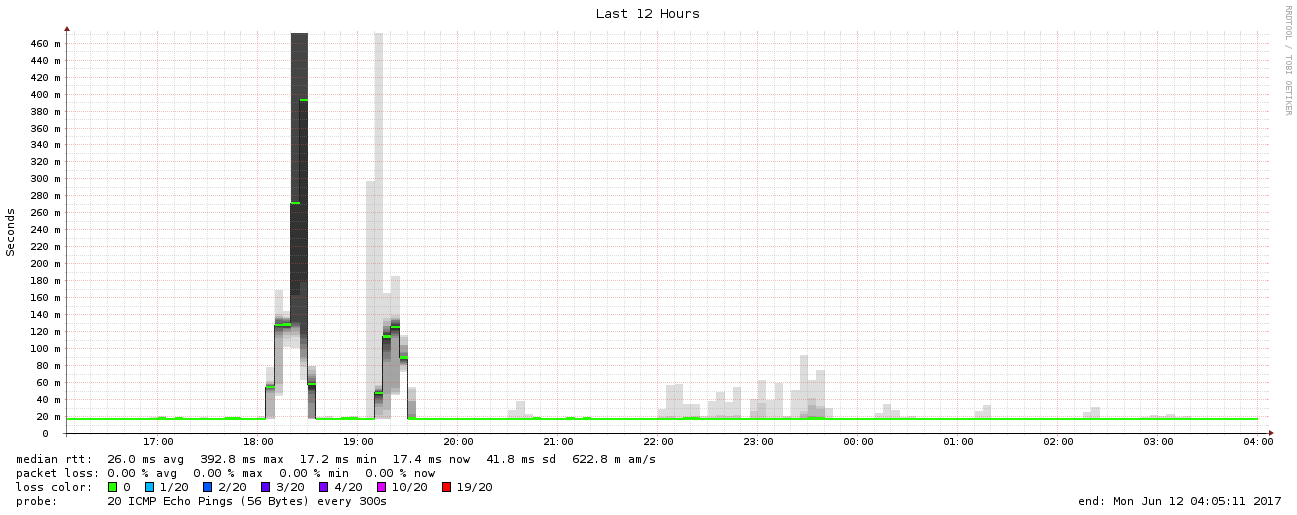 Last 12 Hours
RRDTOOL / TOBI OETIKER
Seconds
460 m
440 m
420 m
400 m
380 m
360 m
340 m
320 m
300 m
280 m
260 m
240 m
220 m
200 m
180 m
160 m
140 m
120 m
100 m
80 m
60 m
40 m
20 m
0
17:00 18:00 19:00 20:00 21:00 22:00 23:00 00:00 01:00 02:00 03:00 04:00
median rtt: 26.0 ms avg 392.8 ms max 17.2 ms min 17.4 ms now 41.8 ms sd 622.8 m am/s
packet loss: 0.00 % avg 0.00 % max 0.00 % min 0.00 % now
loss color: 0 1/20 2/20 3/20 4/20 10/20 19/20
probe: 20 ICMP Echo Pings (56 Bytes) every 300s end: Mon Jun 12 04:05:11 2017